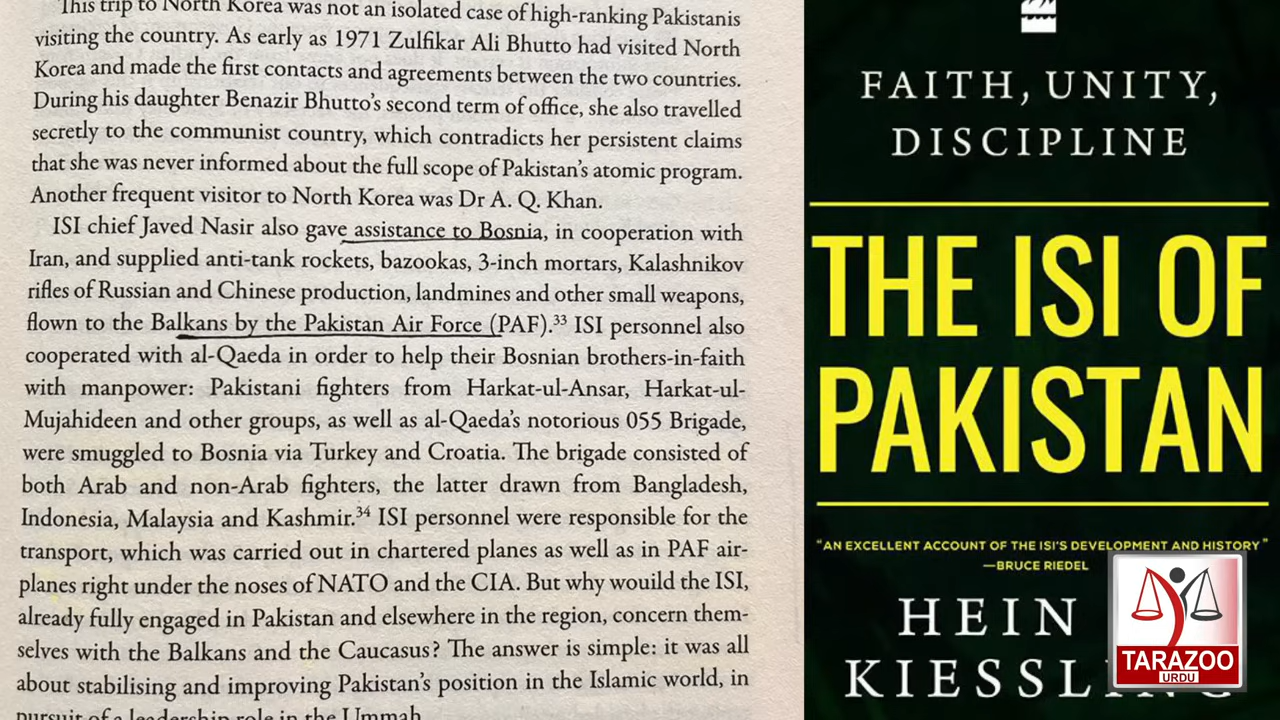 This trip to North Korea was not an isolated case of high-ranking Pakistanis
visiting the country. As early as 1971 Zulfikar Ali Bhutto had visited North
Korea and made the first contacts and agreements between the two countries.
During his daughter Benazir Bhutto's second term of office, she also travelled
secretly to the communist country, which contradicts her persistent claims
that she was never informed about the full scope of Pakistan's atomic program.
Another frequent visitor to North Korea was Dr A. Q. Khan.
ISI chief Javed Nasir also gave assistance to Bosnia, in cooperation with
Iran, and supplied anti-tank rockets, bazookas, 3-inch mortars, Kalashnikov
rifles of Russian and Chinese production, landmines and other small weapons,
flown to the Balkans by the Pakistan Air Force (PAF).³³ ISI personnel also
cooperated with al-Qaeda in order to help their Bosnian brothers-in-faith
with manpower: Pakistani fighters from Harkat-ul-Ansar, Harkat-ul-
Mujahideen and other groups, as well as al-Qaeda's notorious 055 Brigade,
were smuggled to Bosnia via Turkey and Croatia. The brigade consisted of
both Arab and non-Arab fighters, the latter drawn from Bangladesh,
Indonesia, Malaysia and Kashmir.³⁴ ISI personnel were responsible for the
transport, which was carried out in chartered planes as well as in PAF air-
planes right under the noses of NATO and the CIA. But why wouild the ISI,
already fully engaged in Pakistan and elsewhere in the region, concern them-
selves with the Balkans and the Caucasus? The answer is simple: it was all
about stabilising and improving Pakistan's position in the Islamic world, in
pursuit of a leadership role in the Ummah
FAITH, UNITY,
DISCIPLINE
THE ISI OF
PAKISTAN
"AN EXCELLENT ACCOUNT OF THE ISI'S DEVELOPMENT AND HISTORY"
—BRUCE RIEDEL
HEIN
KIESSLING
TARAZOO
URDU